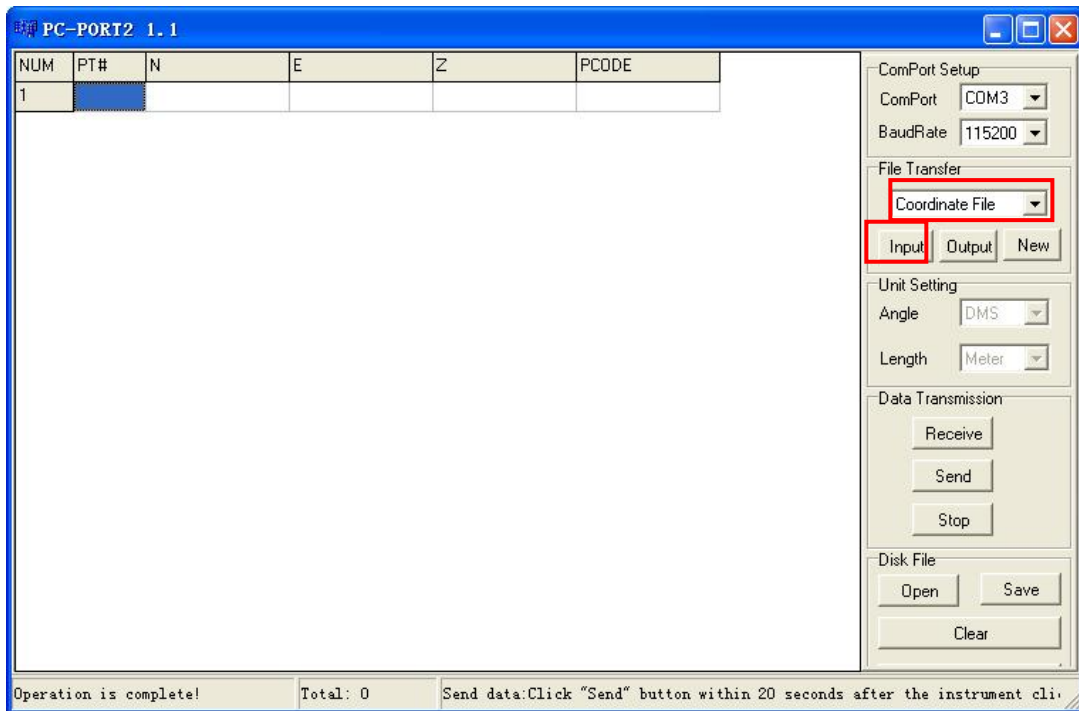 PC-PORT2 1.1
NUM PT# N E Z PCODE
1
ComPort Setup
ComPort COM3
BaudRate 115200
File Transfer
Coordinate File
Input Output New
Unit Setting
Angle DMS
Length Meter
Data Transmission
Receive
Send
Stop
Disk File
Open Save
Clear
Operation is complete! Total: 0 Send data:Click "Send" button within 20 seconds after the instrument cli